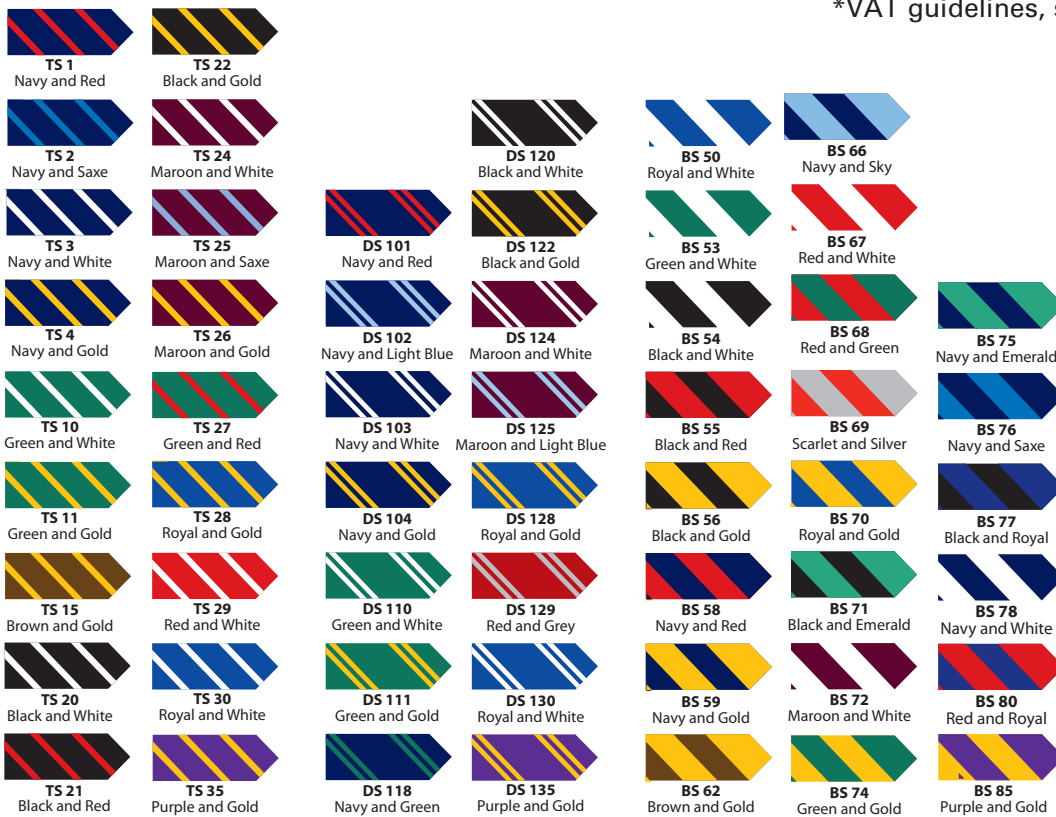 *VAT guidelines, s
TS 1
Navy and Red
TS 2
Navy and Saxe
TS 3
Navy and White
TS 4
Navy and Gold
TS 10
Green and White
TS 11
Green and Gold
TS 15
Brown and Gold
TS 20
Black and White
TS 21
Black and Red
TS 22
Black and Gold
TS 24
Maroon and White
TS 25
Maroon and Saxe
TS 26
Maroon and Gold
TS 27
Green and Red
TS 28
Royal and Gold
TS 29
Red and White
TS 30
Royal and White
TS 35
Purple and Gold
DS 101
Navy and Red
DS 102
Navy and Light Blue
DS 103
Navy and White
DS 104
Navy and Gold
DS 110
Green and White
DS 111
Green and Gold
DS 118
Navy and Green
DS 120
Black and White
DS 122
Black and Gold
DS 124
Maroon and White
DS 125
Maroon and Light Blue
DS 128
Royal and Gold
DS 129
Red and Grey
DS 130
Royal and White
DS 135
Purple and Gold
BS 50
Royal and White
BS 53
Green and White
BS 54
Black and White
BS 55
Black and Red
BS 56
Black and Gold
BS 58
Navy and Red
BS 59
Navy and Gold
BS 62
Brown and Gold
BS 66
Navy and Sky
BS 67
Red and White
BS 68
Red and Green
BS 69
Scarlet and Silver
BS 70
Royal and Gold
BS 71
Black and Emerald
BS 72
Maroon and White
BS 74
Green and Gold
BS 75
Navy and Emerald
BS 76
Navy and Saxe
BS 77
Black and Royal
BS 78
Navy and White
BS 80
Red and Royal
BS 85
Purple and Gold